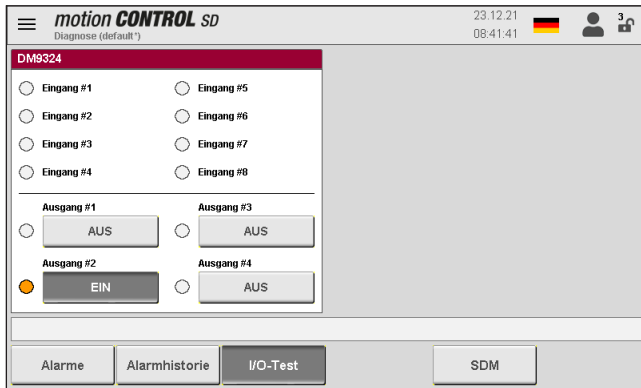 motion CONTROL SD
Diagnose (default*)
23.12.21
08:41:41
3
DM9324
Eingang #1
Eingang #5
Eingang #2
Eingang #6
Eingang #3
Eingang #7
Eingang #4
Eingang #8
Ausgang #1
Ausgang #3
AUS
AUS
Ausgang #2
Ausgang #4
EIN
AUS
Alarme
Alarmhistorie
I/O-Test
SDM